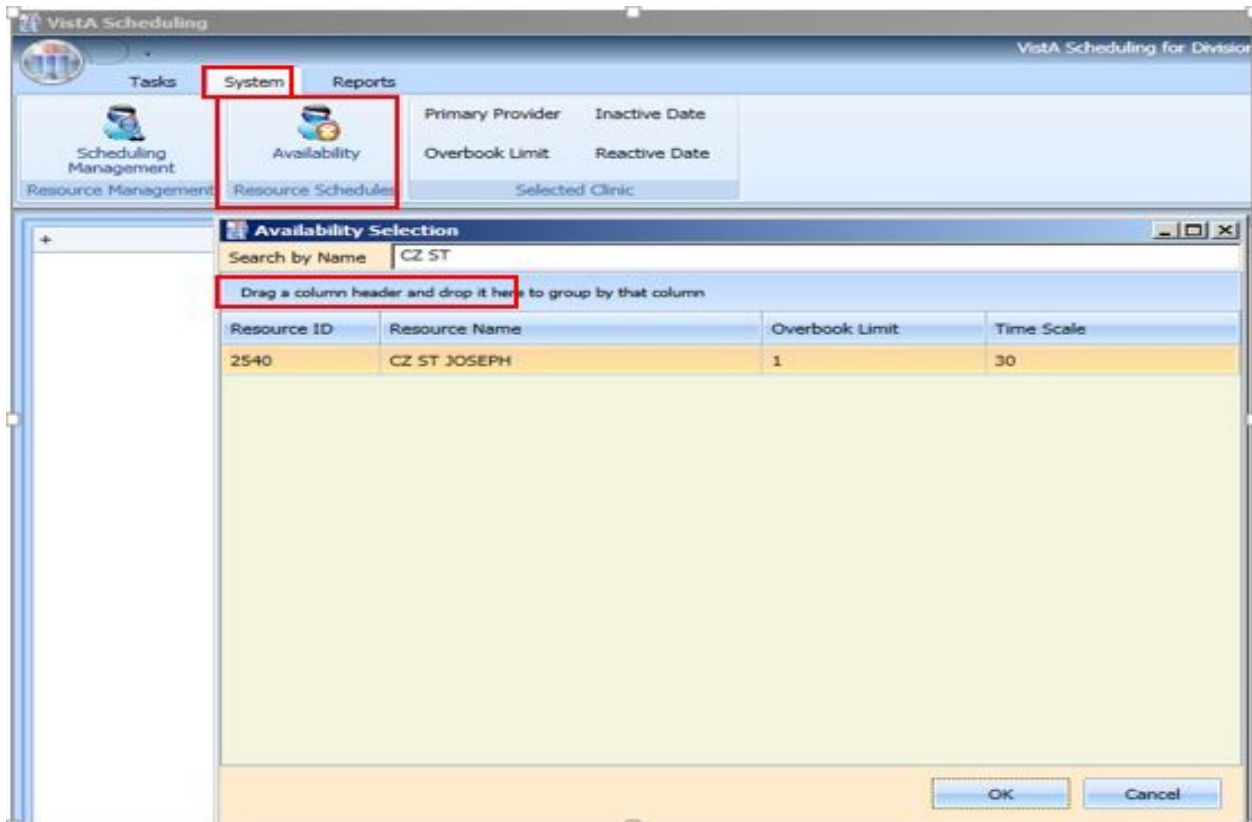 VistA Scheduling
VistA Scheduling for Division
Tasks System Reports
Primary Provider Inactive Date
Scheduling Management Availability Overbook Limit Reactive Date
Resource Management Resource Schedules Selected Clinic
+
Availability Selection
Search by Name CZ ST
Drag a column header and drop it here to group by that column
Resource ID Resource Name Overbook Limit Time Scale
2540 CZ ST JOSEPH 1 30
OK Cancel